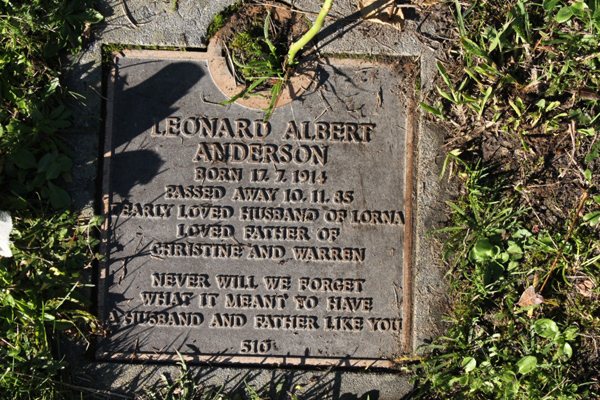 LEONARD ALBERT
ANDERSON
BORN 17. 7. 1914
PASSED AWAY 10. 11. 85
DEARLY LOVED HUSBAND OF LORNA
LOVED FATHER OF
CHRISTINE AND WARREN
NEVER WILL WE FORGET
WHAT IT MEANT TO HAVE
A HUSBAND AND FATHER LIKE YOU